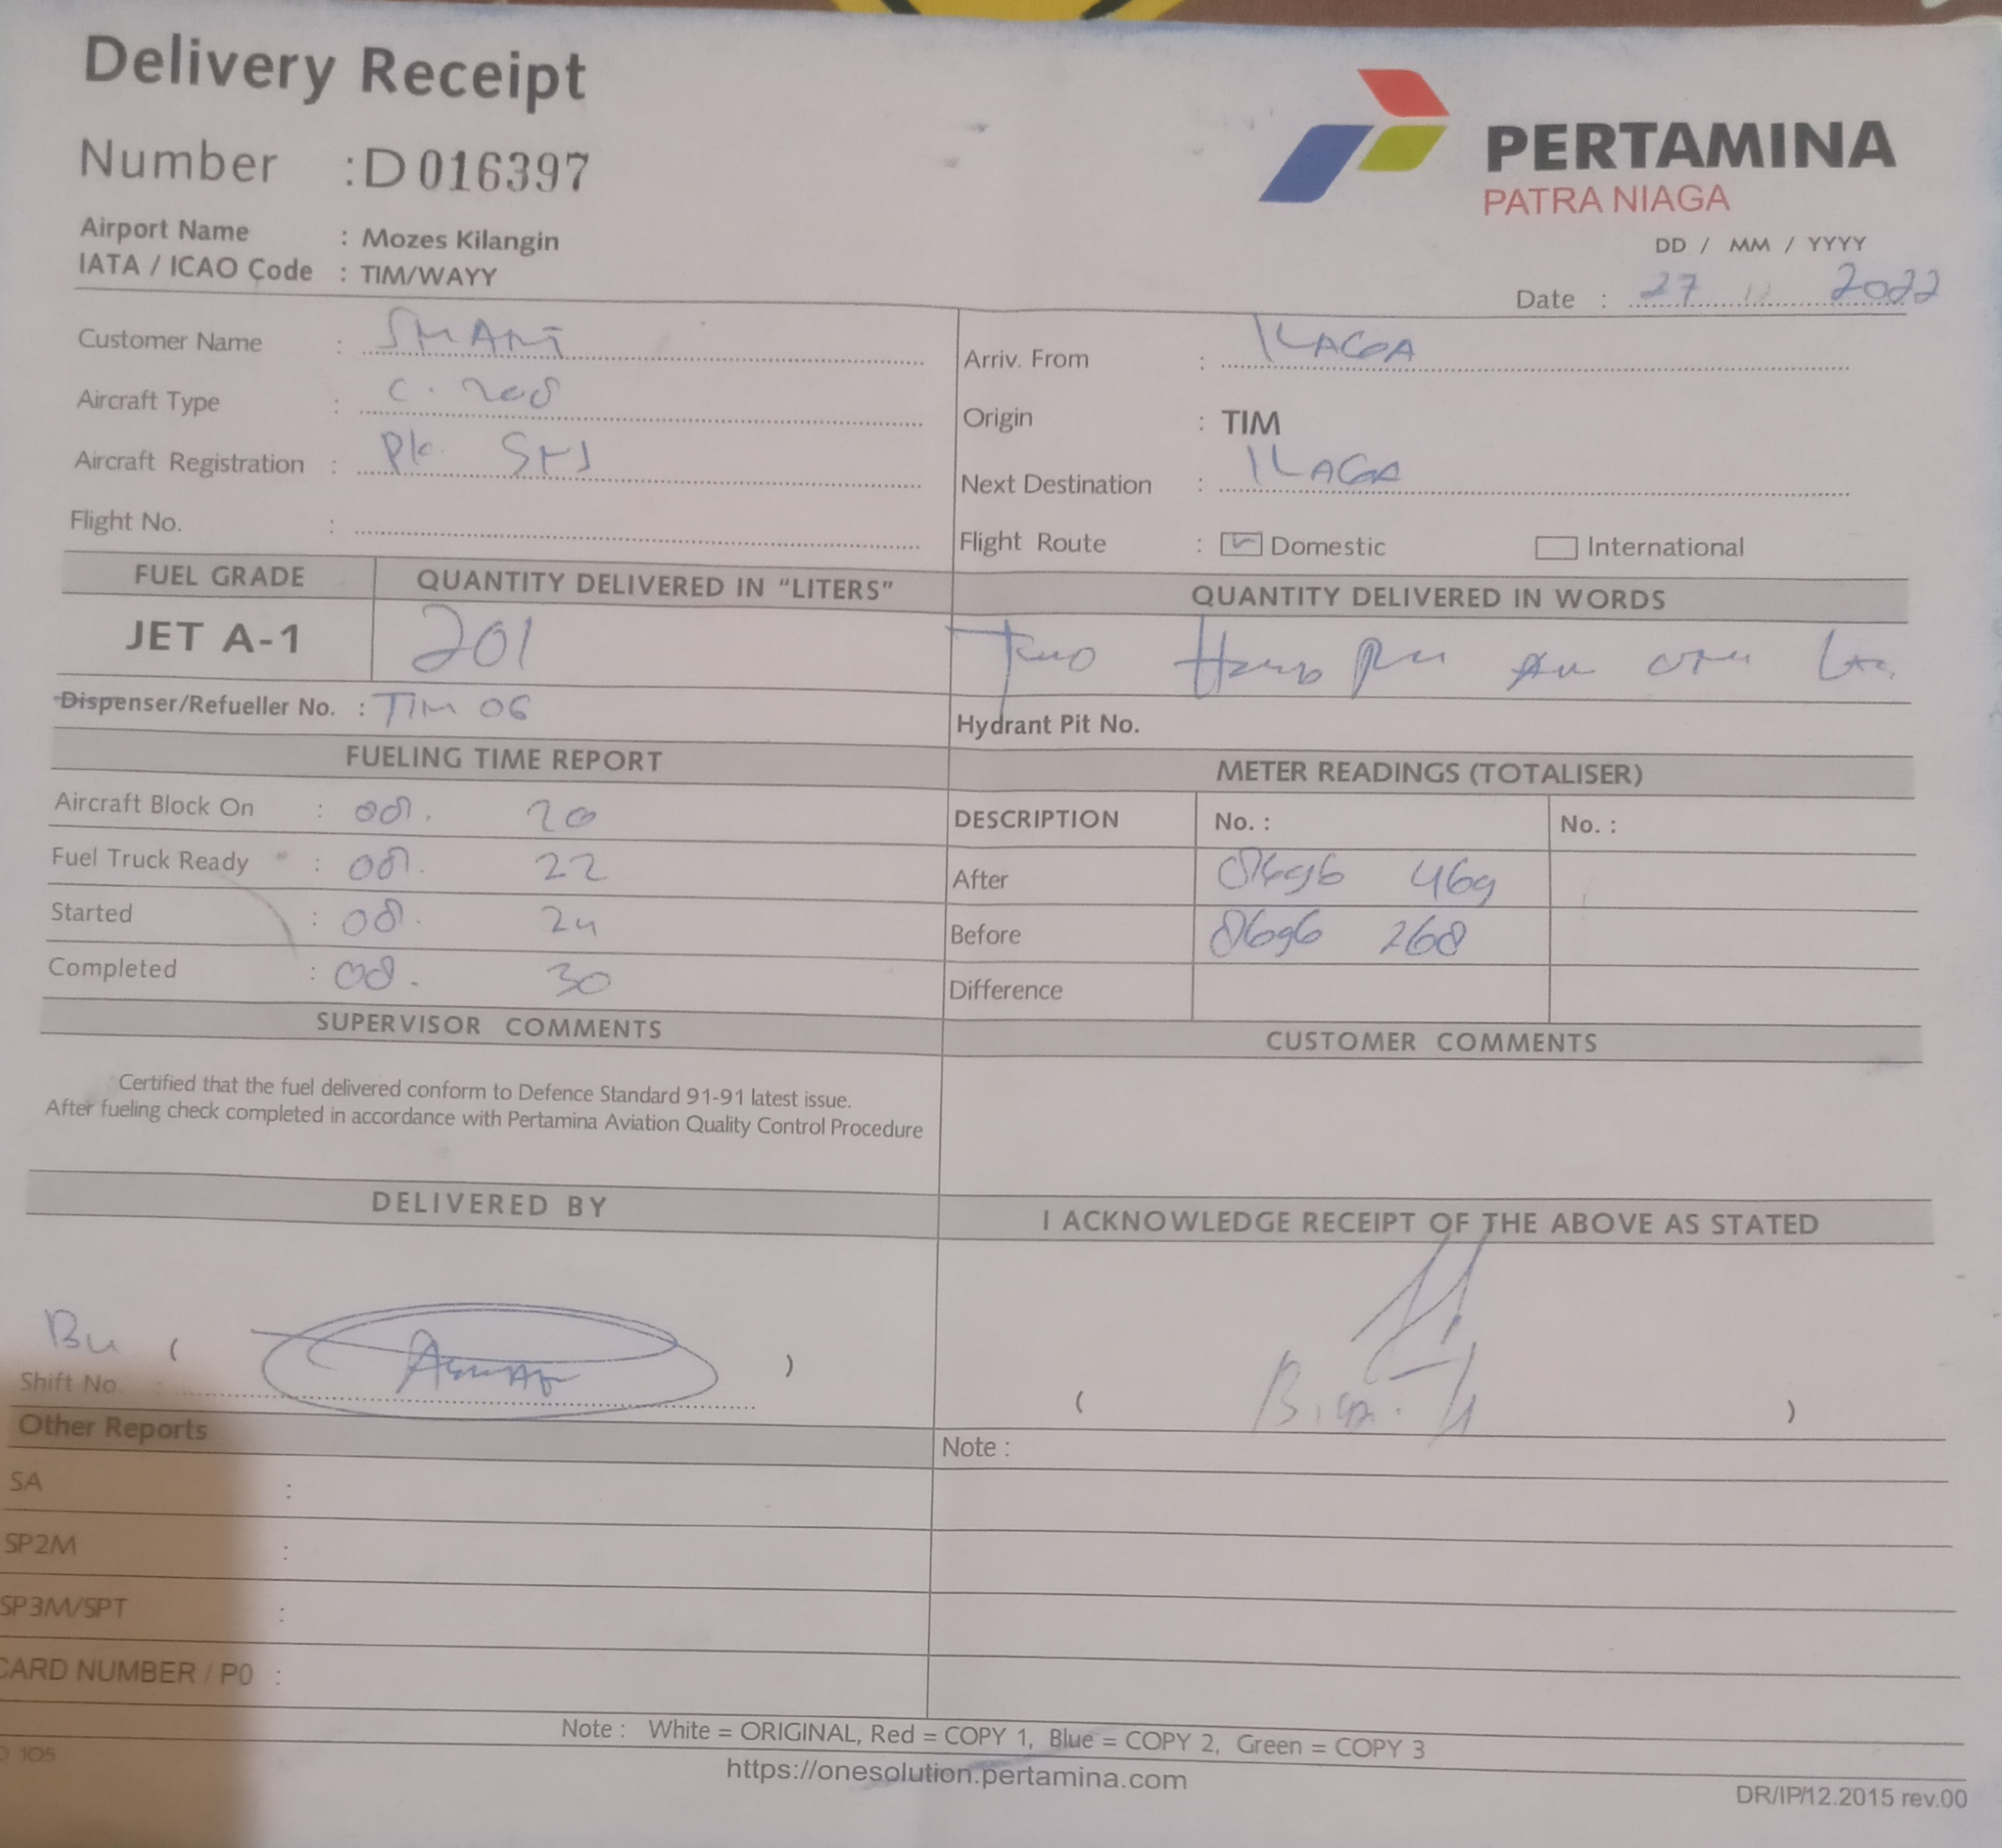 Delivery Receipt
Number : D 016397
PERTAMINA
PATRA NIAGA
Airport Name : Mozes Kilangin
IATA / ICAO Code : TIM/WAYY
DD / MM / YYYY
Date : 27 2022
Customer Name :
Aircraft Type : C. 208
Aircraft Registration : Pk.
Flight No. :
Arriv. From : ILAGA
Origin : TIM
Next Destination : ILAGA
Flight Route : Domestic International
FUEL GRADE QUANTITY DELIVERED IN "LITERS" QUANTITY DELIVERED IN WORDS
JET A-1 201 Two
Dispenser/Refueller No. : TIM 06
Hydrant Pit No.
FUELING TIME REPORT
Aircraft Block On : 08. 20
Fuel Truck Ready : 08. 22
Started : 08. 24
Completed : 08. 30
METER READINGS (TOTALISER)
DESCRIPTION No. : No. :
After 8696 469
Before 8696 268
Difference
SUPERVISOR COMMENTS
Certified that the fuel delivered conform to Defence Standard 91-91 latest issue.
After fueling check completed in accordance with Pertamina Aviation Quality Control Procedure
CUSTOMER COMMENTS
DELIVERED BY
( )
Shift No. :
I ACKNOWLEDGE RECEIPT OF THE ABOVE AS STATED
( )
Other Reports
Note :
SA :
SP2M :
SP3M/SPT :
CARD NUMBER / P0 :
Note : White = ORIGINAL, Red = COPY 1, Blue = COPY 2, Green = COPY 3
105
https://onesolution.pertamina.com
DR/IP/12.2015 rev.00